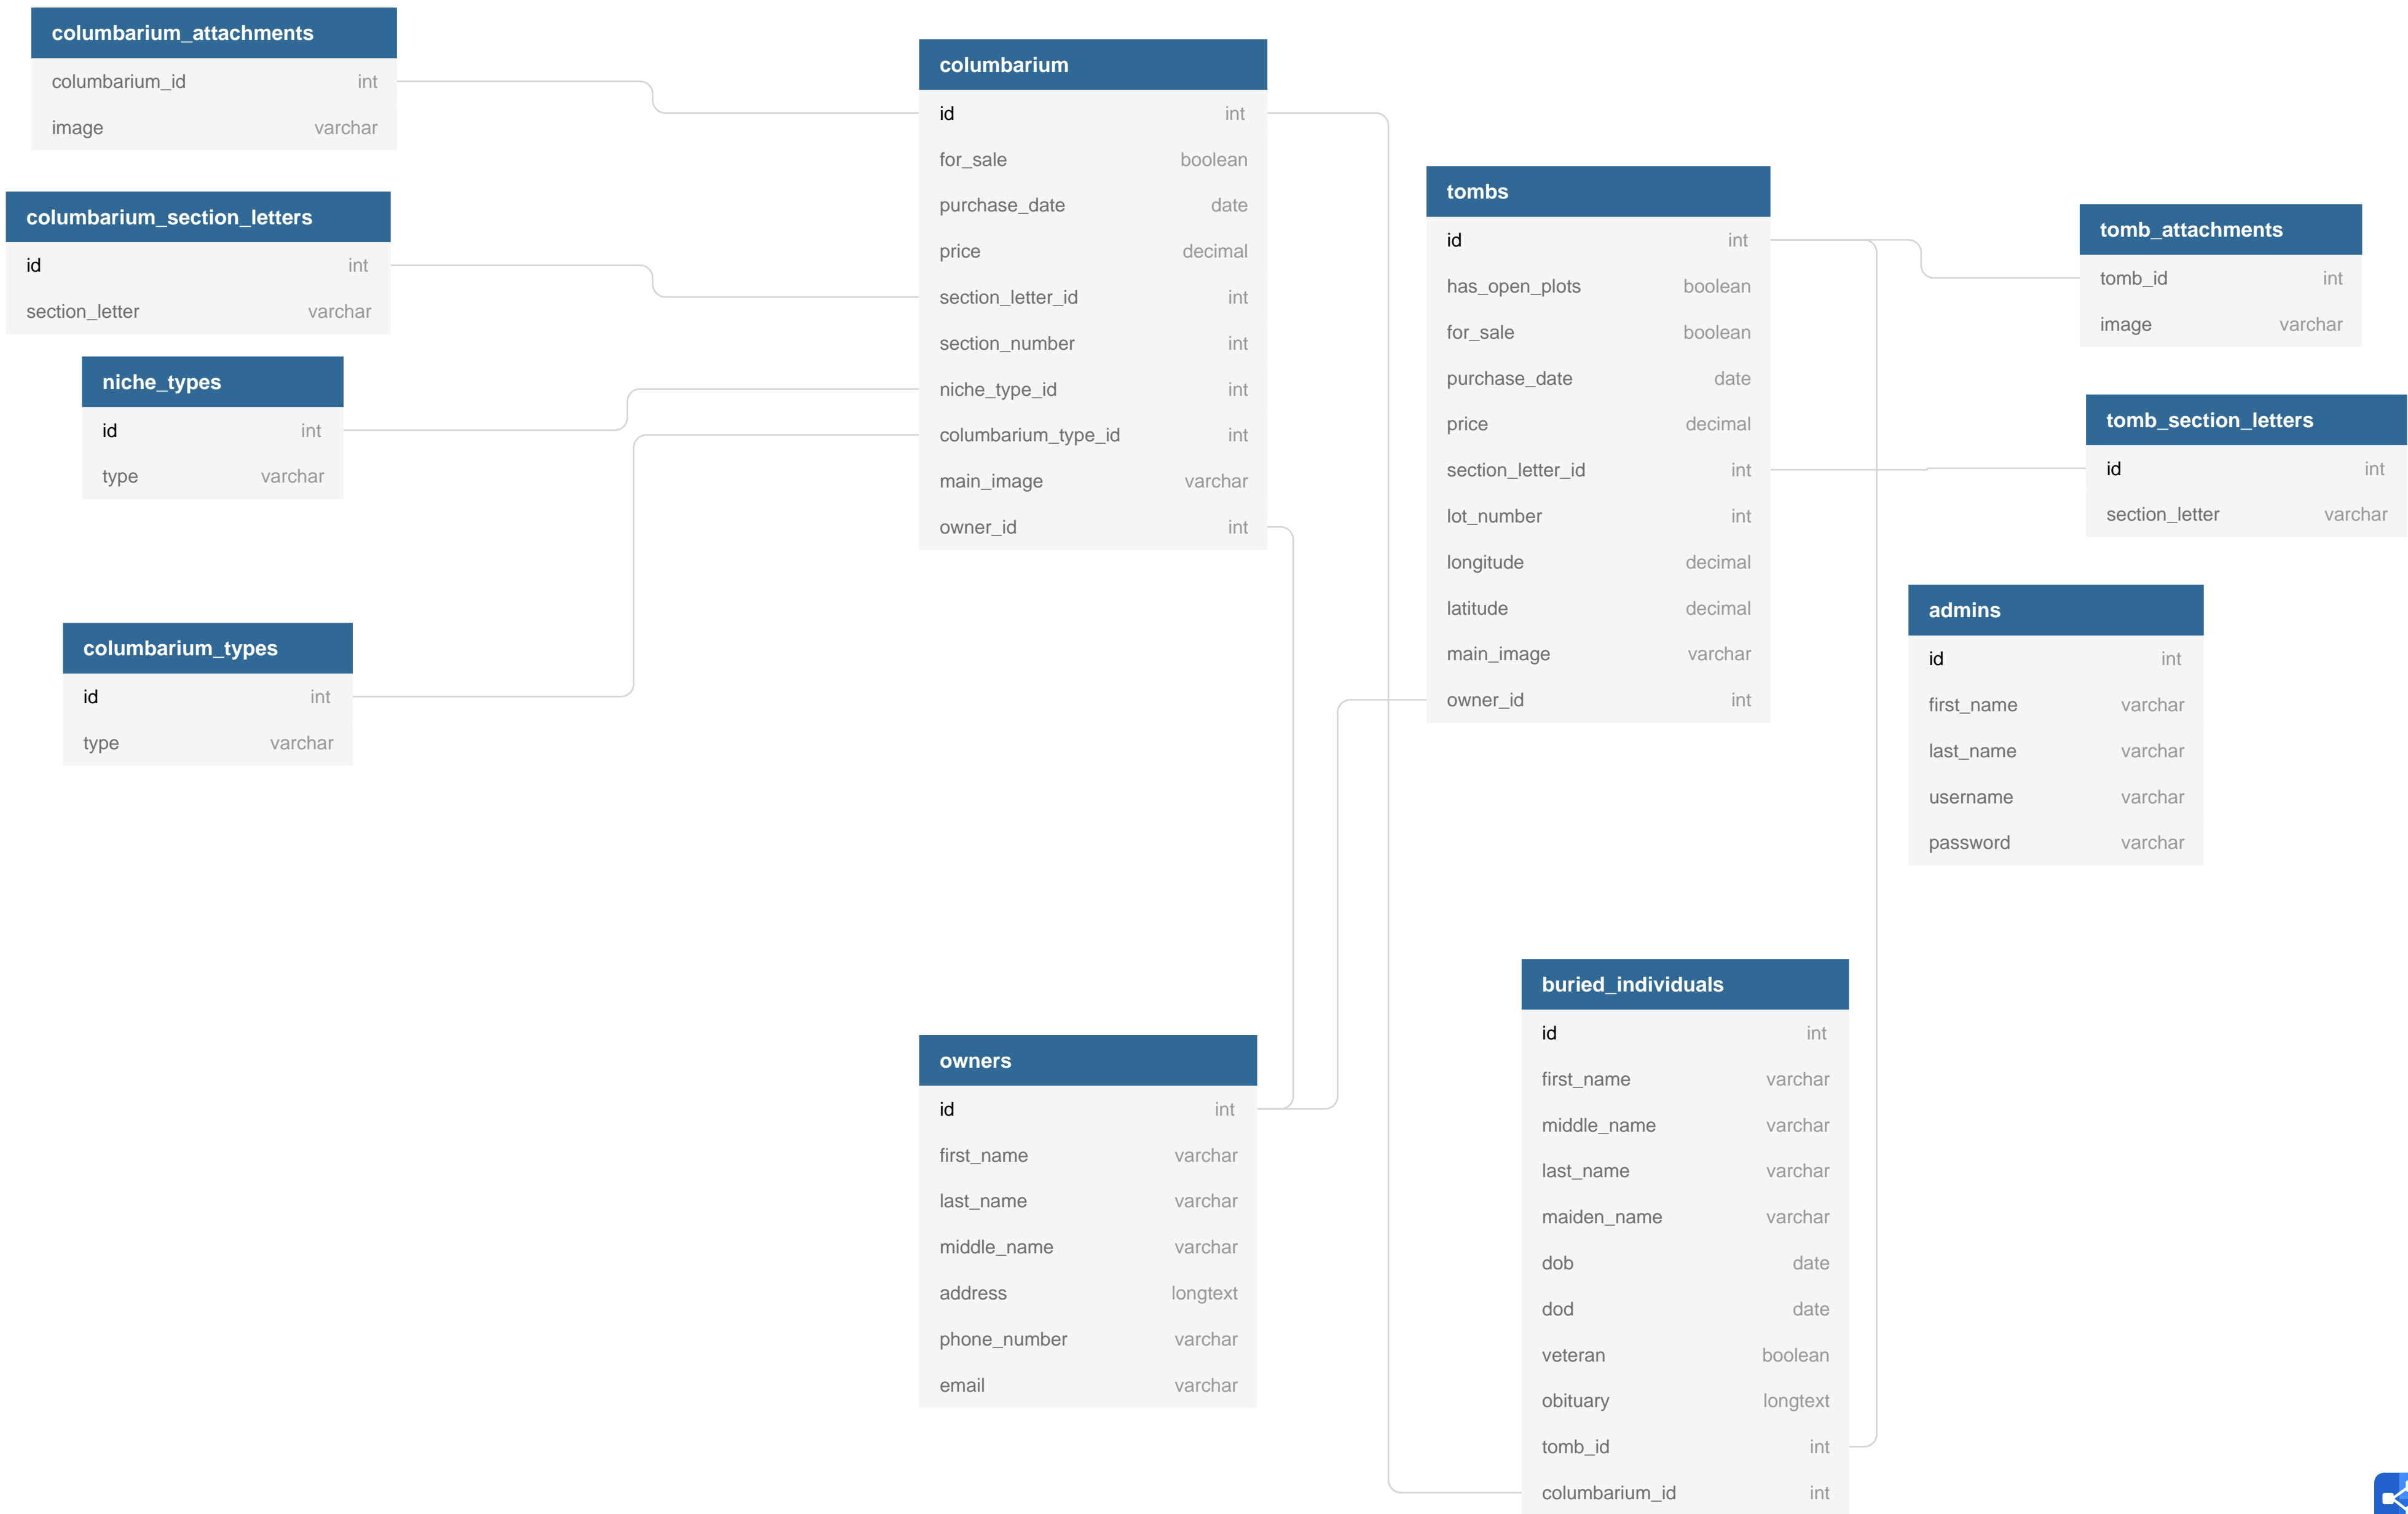 columbarium_attachments
columbarium_id int
image varchar
columbarium_section_letters
id int
section_letter varchar
niche_types
id int
type varchar
columbarium_types
id int
type varchar
columbarium
id int
for_sale boolean
purchase_date date
price decimal
section_letter_id int
section_number int
niche_type_id int
columbarium_type_id int
main_image varchar
owner_id int
owners
id int
first_name varchar
last_name varchar
middle_name varchar
address longtext
phone_number varchar
email varchar
tombs
id int
has_open_plots boolean
for_sale boolean
purchase_date date
price decimal
section_letter_id int
lot_number int
longitude decimal
latitude decimal
main_image varchar
owner_id int
buried_individuals
id int
first_name varchar
middle_name varchar
last_name varchar
maiden_name varchar
dob date
dod date
veteran boolean
obituary longtext
tomb_id int
columbarium_id int
tomb_attachments
tomb_id int
image varchar
tomb_section_letters
id int
section_letter varchar
admins
id int
first_name varchar
last_name varchar
username varchar
password varchar